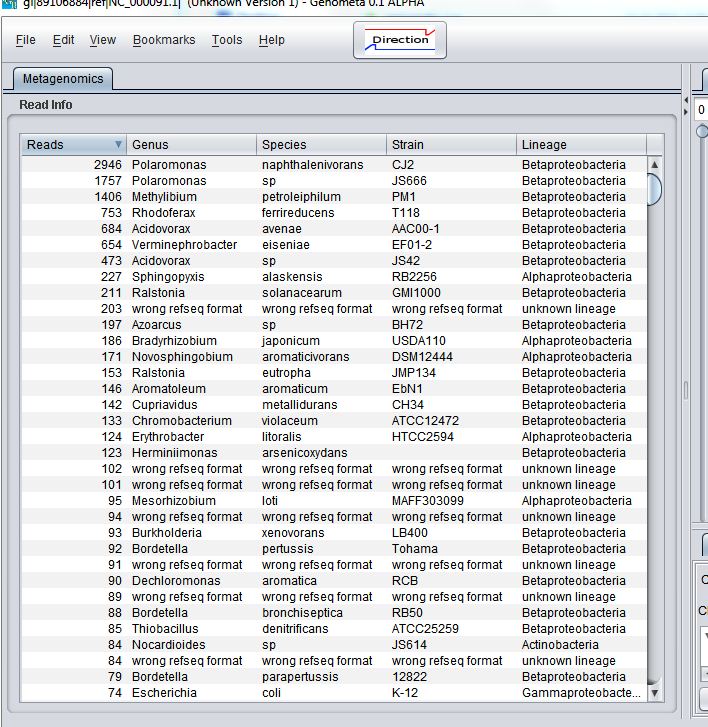 gi|89106884|ref|NC_000091.1| (Unknown Version 1) - Genometa 0.1 ALPHA
File Edit View Bookmarks Tools Help Direction
Metagenomics
Read Info
0
Reads Genus Species Strain Lineage
2946 Polaromonas naphthalenivorans CJ2 Betaproteobacteria
1757 Polaromonas sp JS666 Betaproteobacteria
1406 Methylibium petroleiphilum PM1 Betaproteobacteria
753 Rhodoferax ferrireducens T118 Betaproteobacteria
684 Acidovorax avenae AAC00-1 Betaproteobacteria
654 Verminephrobacter eiseniae EF01-2 Betaproteobacteria
473 Acidovorax sp JS42 Betaproteobacteria
227 Sphingopyxis alaskensis RB2256 Alphaproteobacteria
211 Ralstonia solanacearum GMI1000 Betaproteobacteria
203 wrong refseq format wrong refseq format wrong refseq format unknown lineage
197 Azoarcus sp BH72 Betaproteobacteria
186 Bradyrhizobium japonicum USDA110 Alphaproteobacteria
171 Novosphingobium aromaticivorans DSM12444 Alphaproteobacteria
153 Ralstonia eutropha JMP134 Betaproteobacteria
146 Aromatoleum aromaticum EbN1 Betaproteobacteria
142 Cupriavidus metallidurans CH34 Betaproteobacteria
133 Chromobacterium violaceum ATCC12472 Betaproteobacteria
124 Erythrobacter litoralis HTCC2594 Alphaproteobacteria
123 Herminiimonas arsenicoxydans Betaproteobacteria
102 wrong refseq format wrong refseq format wrong refseq format unknown lineage
101 wrong refseq format wrong refseq format wrong refseq format unknown lineage
95 Mesorhizobium loti MAFF303099 Alphaproteobacteria
94 wrong refseq format wrong refseq format wrong refseq format unknown lineage
93 Burkholderia xenovorans LB400 Betaproteobacteria
92 Bordetella pertussis Tohama Betaproteobacteria
91 wrong refseq format wrong refseq format wrong refseq format unknown lineage
90 Dechloromonas aromatica RCB Betaproteobacteria
89 wrong refseq format wrong refseq format wrong refseq format unknown lineage
88 Bordetella bronchiseptica RB50 Betaproteobacteria
85 Thiobacillus denitrificans ATCC25259 Betaproteobacteria
84 Nocardioides sp JS614 Actinobacteria
84 wrong refseq format wrong refseq format wrong refseq format unknown lineage
79 Bordetella parapertussis 12822 Betaproteobacteria
74 Escherichia coli K-12 Gammaproteobacte...